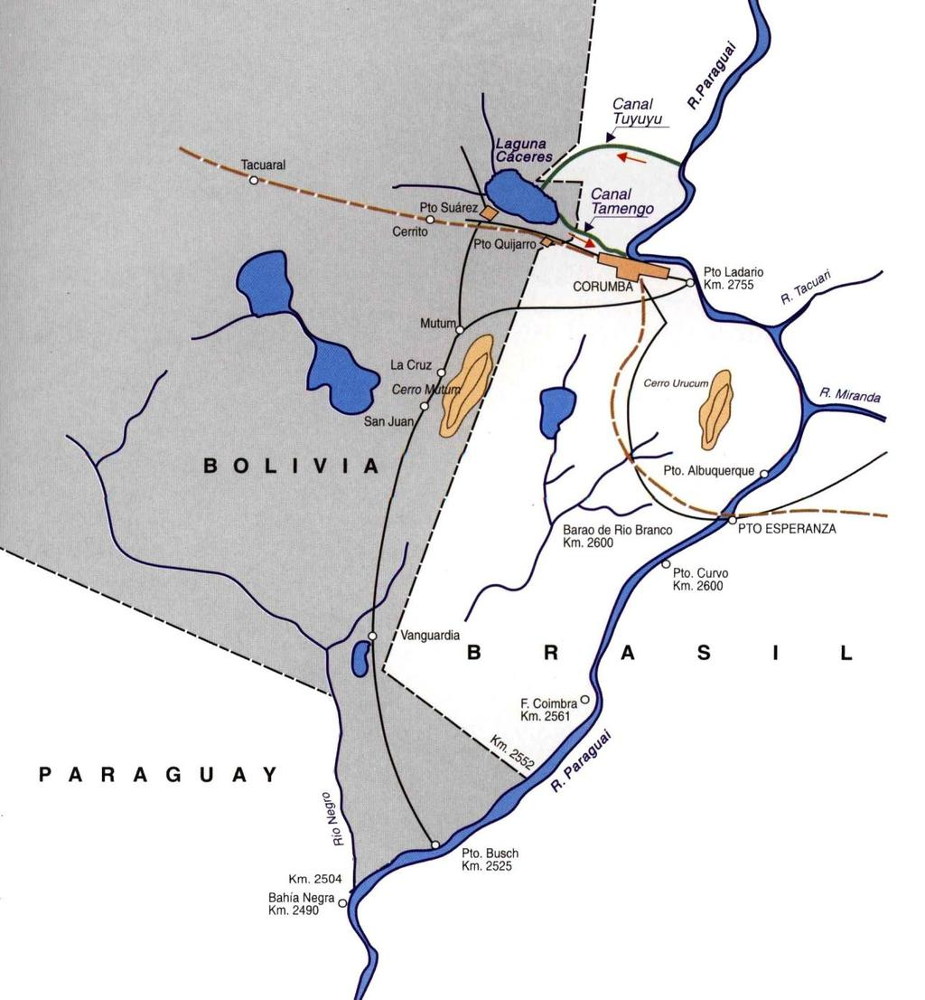 R.Paraguai
Canal
Tuyuyu
Laguna
Cáceres
Tacuaral
Canal
Tamengo
Pto Suárez
Cerrito
Pto Quijarro
CORUMBA
Pto Ladario
Km. 2755
R. Tacuari
Mutum
La Cruz
Cerro Mutum
San Juan
Cerro Urucum
R. Miranda
BOLIVIA
Pto. Albuquerque
Barao de Rio Branco
Km. 2600
PTO ESPERANZA
Pto. Curvo
Km. 2600
Vanguardia
BRASIL
F. Coimbra
Km. 2561
Km. 2552
R. Paraguai
PARAGUAY
Rio Negro
Pto. Busch
Km. 2525
Km. 2504
Bahía Negra
Km. 2490